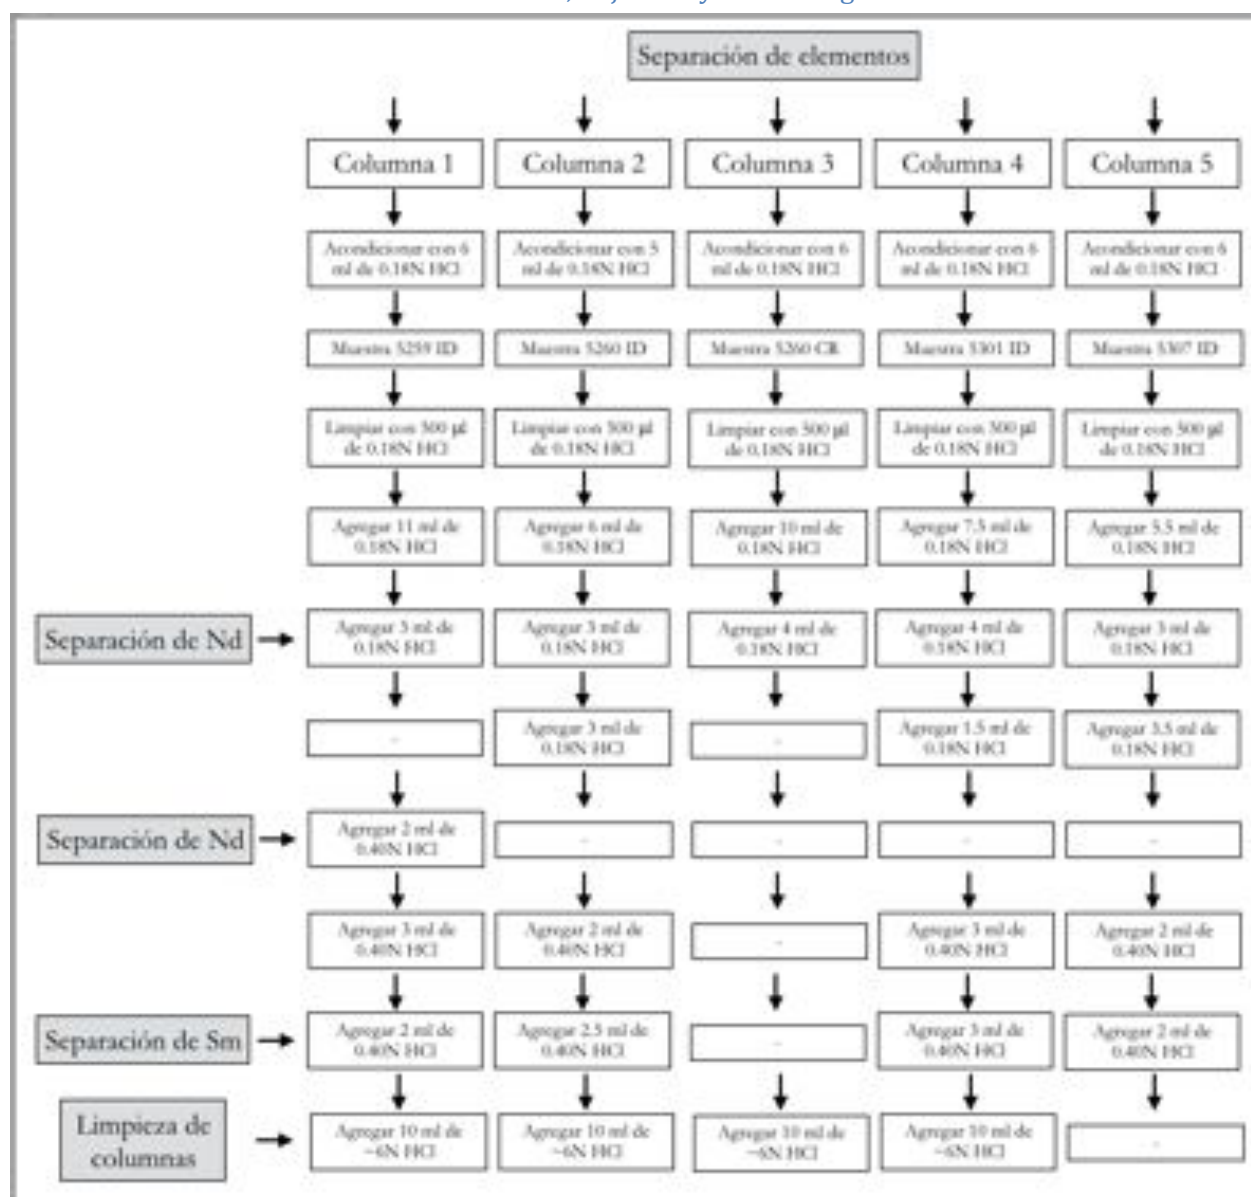 Separación de elementos
Columna 1 Columna 2 Columna 3 Columna 4 Columna 5
Acondicionar con 6 Acondicionar con 5 Acondicionar con 6 Acondicionar con 6 Acondicionar con 6
ml de 0.18N HCl ml de 0.18N HCl ml de 0.18N HCl ml de 0.18N HCl ml de 0.18N HCl
Muestra 5259 ID Muestra 5260 ID Muestra 5260 CR Muestra 5301 ID Muestra 5307 ID
Limpiar con 500 µl Limpiar con 500 µl Limpiar con 500 µl Limpiar con 500 µl Limpiar con 500 µl
de 0.18N HCl de 0.18N HCl de 0.18N HCl de 0.18N HCl de 0.18N HCl
Agregar 11 ml de Agregar 6 ml de Agregar 10 ml de Agregar 7.5 ml de Agregar 5.5 ml de
0.18N HCl 0.18N HCl 0.18N HCl 0.18N HCl 0.18N HCl
Separación de Nd
Agregar 3 ml de Agregar 3 ml de Agregar 4 ml de Agregar 4 ml de Agregar 3 ml de
0.18N HCl 0.18N HCl 0.18N HCl 0.18N HCl 0.18N HCl
- Agregar 3 ml de - Agregar 1.5 ml de Agregar 3.5 ml de
0.18N HCl 0.18N HCl 0.18N HCl
Separación de Nd
Agregar 2 ml de - - - -
0.40N HCl
Agregar 3 ml de Agregar 2 ml de - Agregar 3 ml de Agregar 2 ml de
0.40N HCl 0.40N HCl 0.40N HCl 0.40N HCl
Separación de Sm
Agregar 2 ml de Agregar 2.5 ml de - Agregar 3 ml de Agregar 2 ml de
0.40N HCl 0.40N HCl 0.40N HCl 0.40N HCl
Limpieza de
columnas
Agregar 10 ml de Agregar 10 ml de Agregar 10 ml de Agregar 10 ml de -
~6N HCl ~6N HCl ~6N HCl ~6N HCl